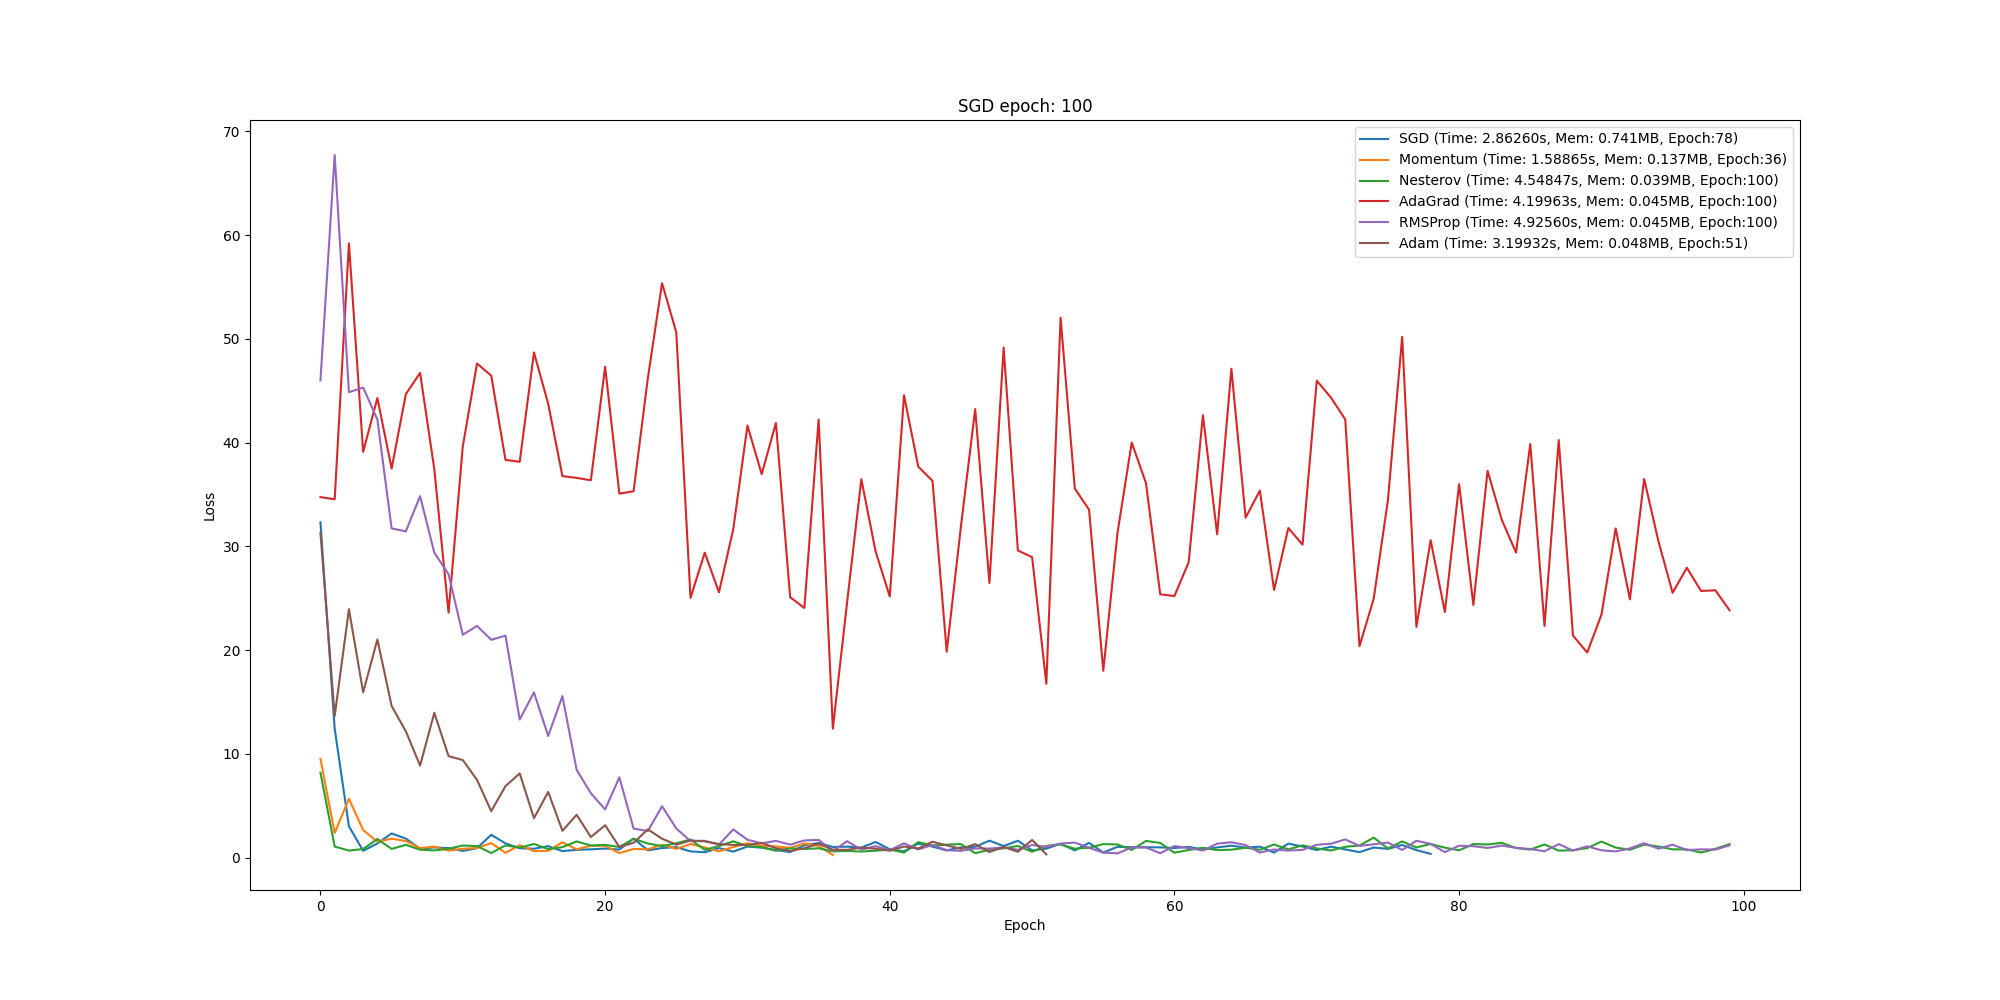 SGD epoch: 100
70
60
50
40
30
20
10
0
Loss
SGD (Time: 2.86260s, Mem: 0.741MB, Epoch:78)
Momentum (Time: 1.58865s, Mem: 0.137MB, Epoch:36)
Nesterov (Time: 4.54847s, Mem: 0.039MB, Epoch:100)
AdaGrad (Time: 4.19963s, Mem: 0.045MB, Epoch:100)
RMSProp (Time: 4.92560s, Mem: 0.045MB, Epoch:100)
Adam (Time: 3.19932s, Mem: 0.048MB, Epoch:51)
0 20 40 60 80 100
Epoch